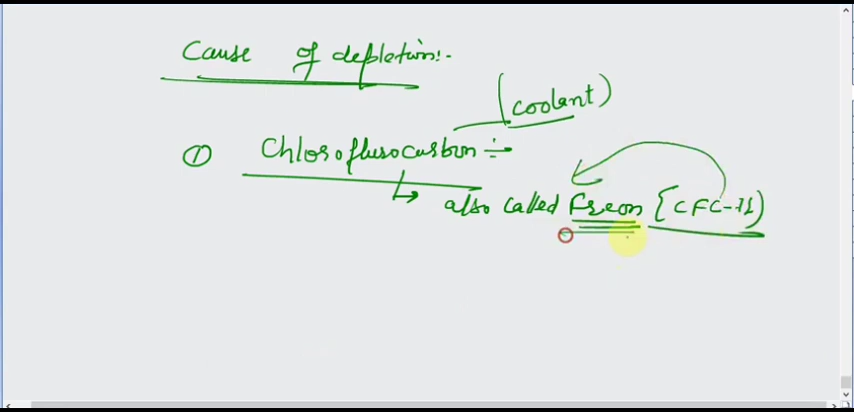 Cause of depletion:-
(coolant)
① Chlorofluorocarbon ÷
↳ also called Freon {CFC-11)